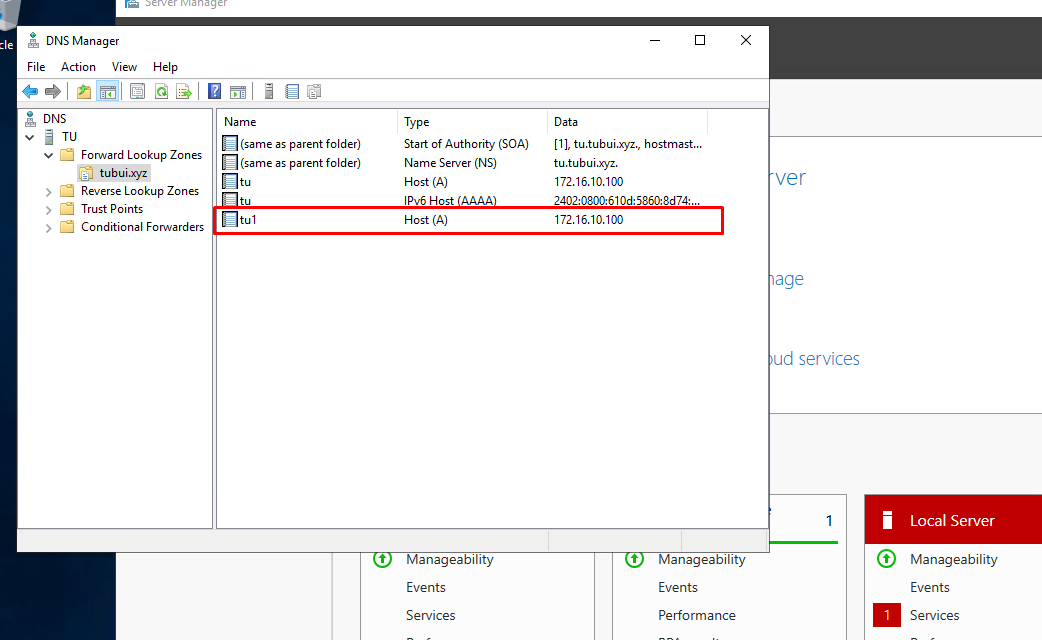 Server Manager
cle
DNS Manager
File Action View Help
DNS
TU
Forward Lookup Zones
tubui.xyz
Reverse Lookup Zones
Trust Points
Conditional Forwarders
Name Type Data
(same as parent folder) Start of Authority (SOA) [1], tu.tubui.xyz., hostmast...
(same as parent folder) Name Server (NS) tu.tubui.xyz.
tu Host (A) 172.16.10.100
tu IPv6 Host (AAAA) 2402:0800:610d:5860:8d74:...
tu1 Host (A) 172.16.10.100
rver
nage
oud services
1
Local Server
Manageability
Events
Services
Manageability
Events
Performance
Manageability
Events
1 Services